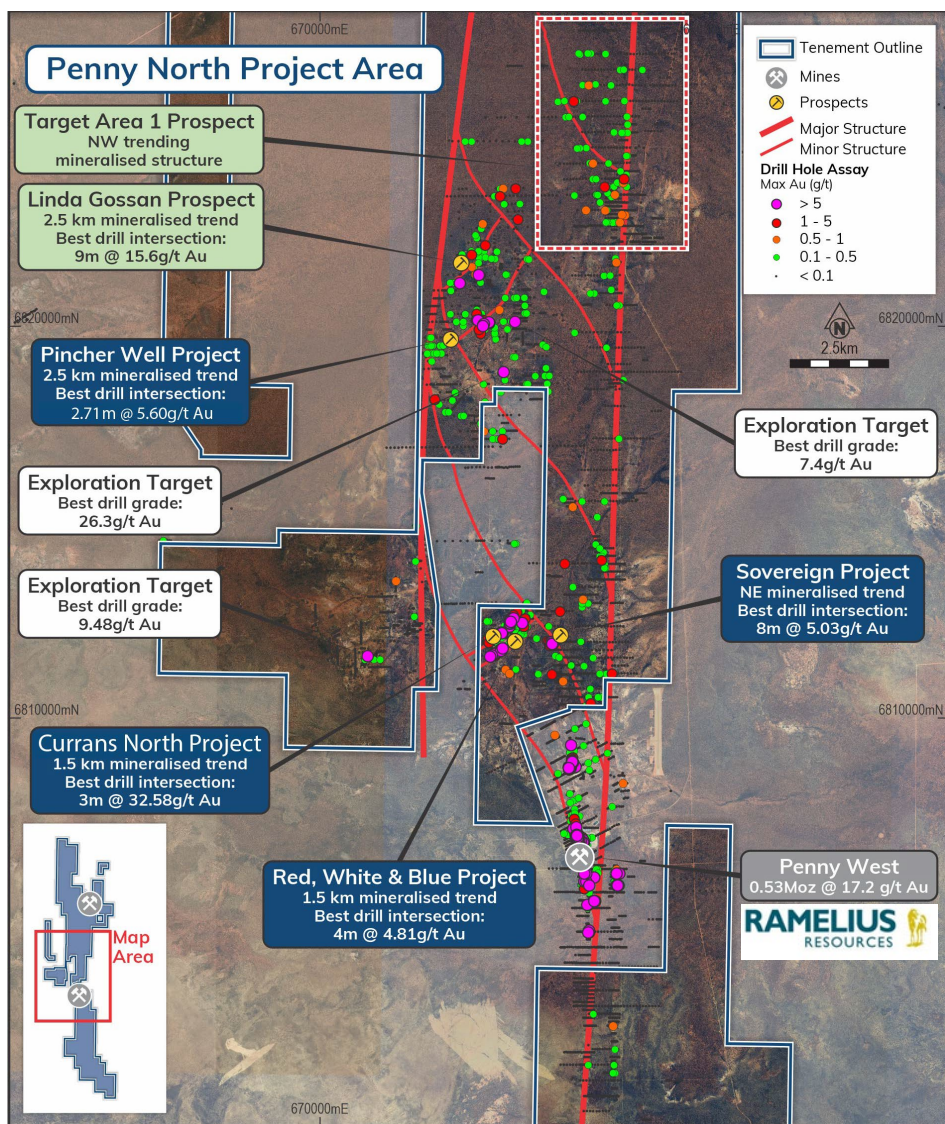 670000mE
Penny North Project Area
Tenement Outline
Mines
Prospects
Major Structure
Minor Structure
Drill Hole Assay
Max Au (g/t)
> 5
1 - 5
0.5 - 1
0.1 - 0.5
< 0.1
N
2.5km
Target Area 1 Prospect
NW trending
mineralised structure
Linda Gossan Prospect
2.5 km mineralised trend
Best drill intersection:
9m @ 15.6g/t Au
6820000mN
6820000mN
Pincher Well Project
2.5 km mineralised trend
Best drill intersection:
2.71m @ 5.60g/t Au
Exploration Target
Best drill grade:
7.4g/t Au
Exploration Target
Best drill grade:
26.3g/t Au
Exploration Target
Best drill grade:
9.48g/t Au
Sovereign Project
NE mineralised trend
Best drill intersection:
8m @ 5.03g/t Au
6810000mN
6810000mN
Currans North Project
1.5 km mineralised trend
Best drill intersection:
3m @ 32.58g/t Au
Red, White & Blue Project
1.5 km mineralised trend
Best drill intersection:
4m @ 4.81g/t Au
Penny West
0.53Moz @ 17.2 g/t Au
RAMELIUS
RESOURCES
Map
Area
670000mE